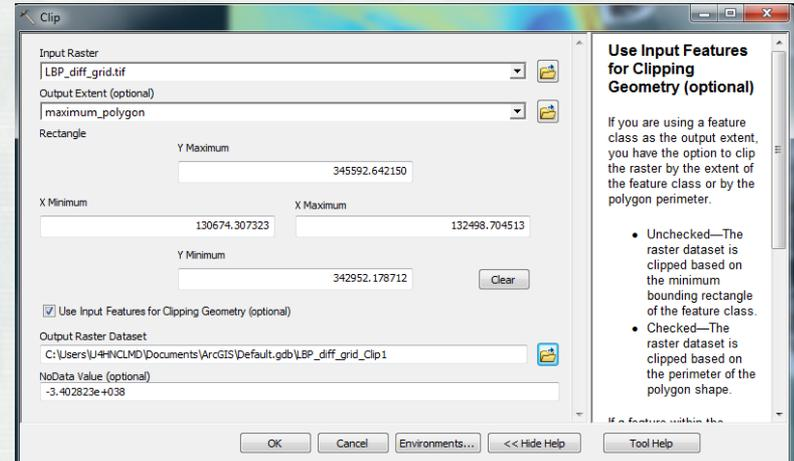 Clip
Input Raster
LBP_diff_grid.tif
Output Extent (optional)
maximum_polygon
Rectangle
Y Maximum
345592.642150
X Minimum
X Maximum
130674.307323
132498.704513
Y Minimum
342952.178712
Clear
Use Input Features for Clipping Geometry (optional)
Output Raster Dataset
C:\Users\U4HNCLMD\Documents\ArcGIS\Default.gdb\LBP_diff_grid_Clip1
NoData Value (optional)
-3.402823e+038
OK
Cancel
Environments...
<< Hide Help
Tool Help
Use Input Features
for Clipping
Geometry (optional)
If you are using a feature
class as the output extent,
you have the option to clip
the raster by the extent of
the feature class or by the
polygon perimeter.
• Unchecked—The
raster dataset is
clipped based on
the minimum
bounding rectangle
of the feature class.
• Checked—The
raster dataset is
clipped based on
the perimeter of the
polygon shape.
If a feature within the